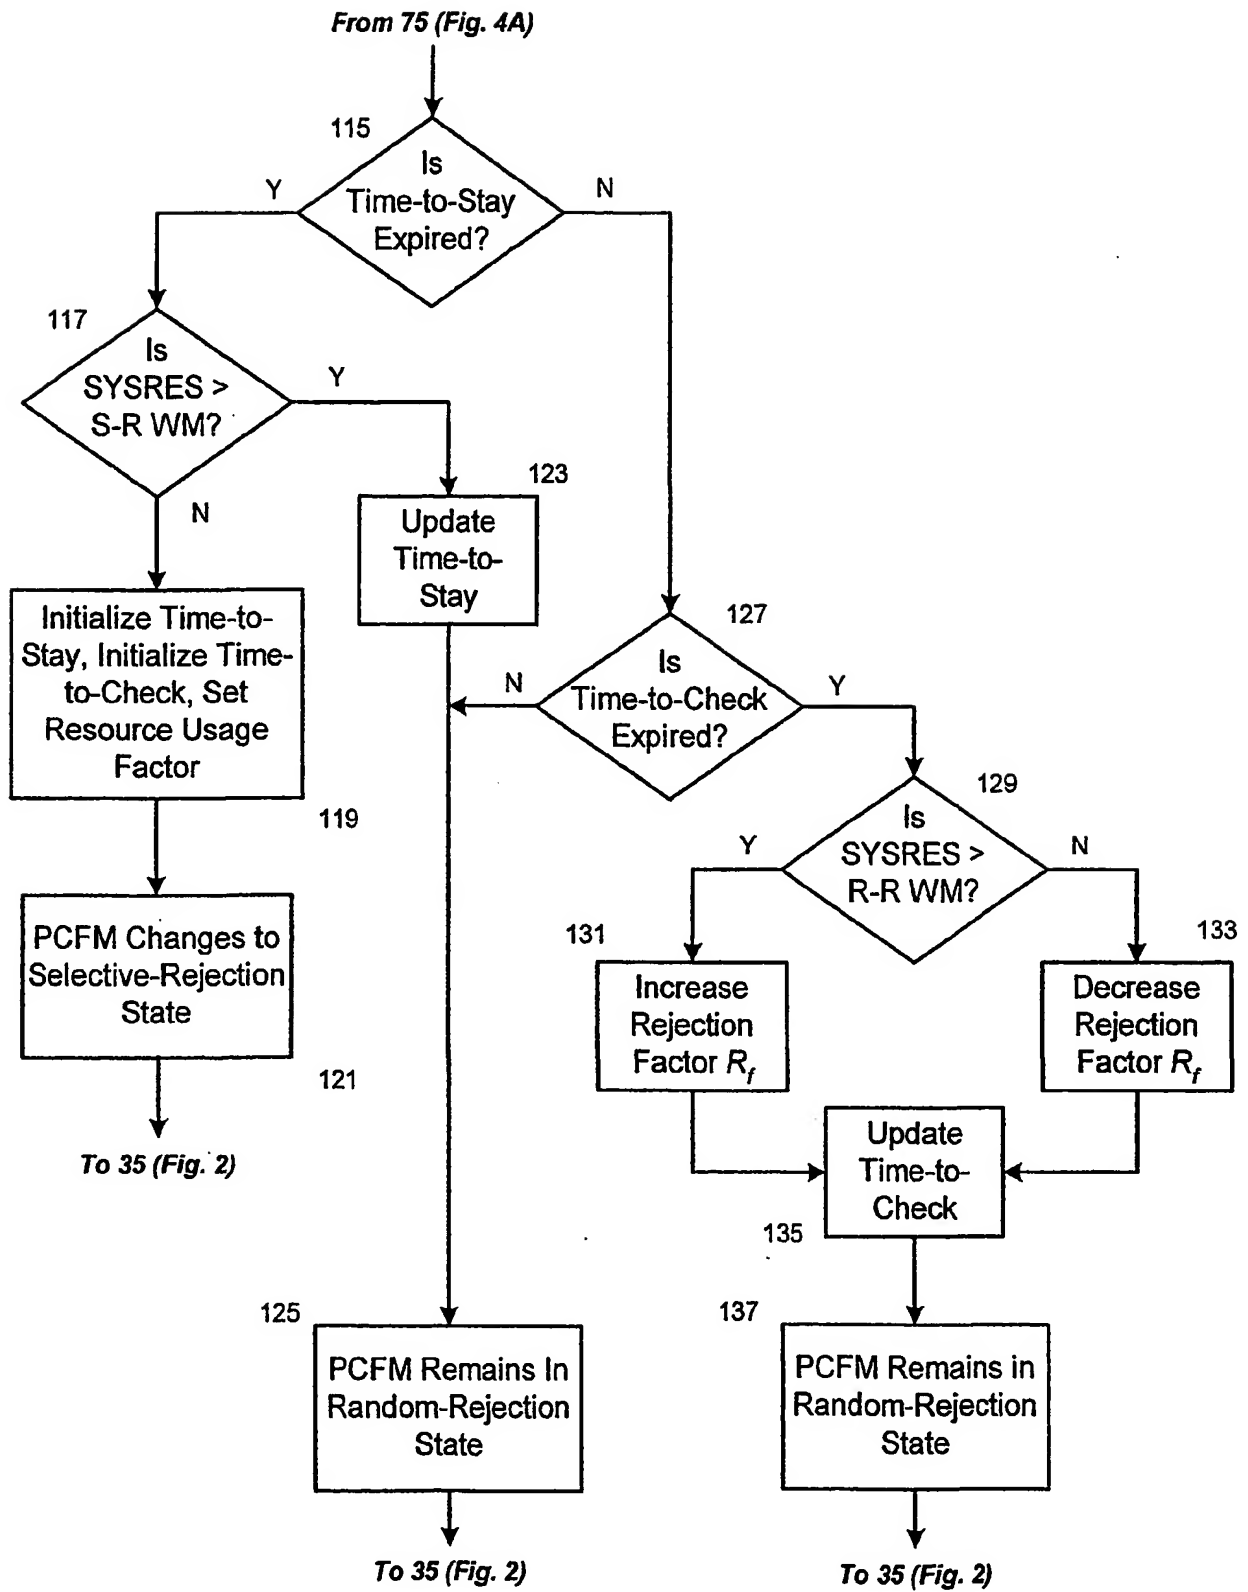 From 75 (Fig. 4A)
115
Is
Time-to-Stay
Expired?
Y
N
117
Is
SYSRES >
S-R WM?
Y
N
123
Update
Time-to-
Stay
Initialize Time-to-
Stay, Initialize Time-
to-Check, Set
Resource Usage
Factor
119
127
Is
Time-to-Check
Expired?
N
Y
129
Is
SYSRES >
R-R WM?
Y
N
PCFM Changes to
Selective-Rejection
State
121
To 35 (Fig. 2)
131
Increase
Rejection
Factor Rf
133
Decrease
Rejection
Factor Rf
Update
Time-to-
Check
135
125
PCFM Remains In
Random-Rejection
State
To 35 (Fig. 2)
137
PCFM Remains in
Random-Rejection
State
To 35 (Fig. 2)